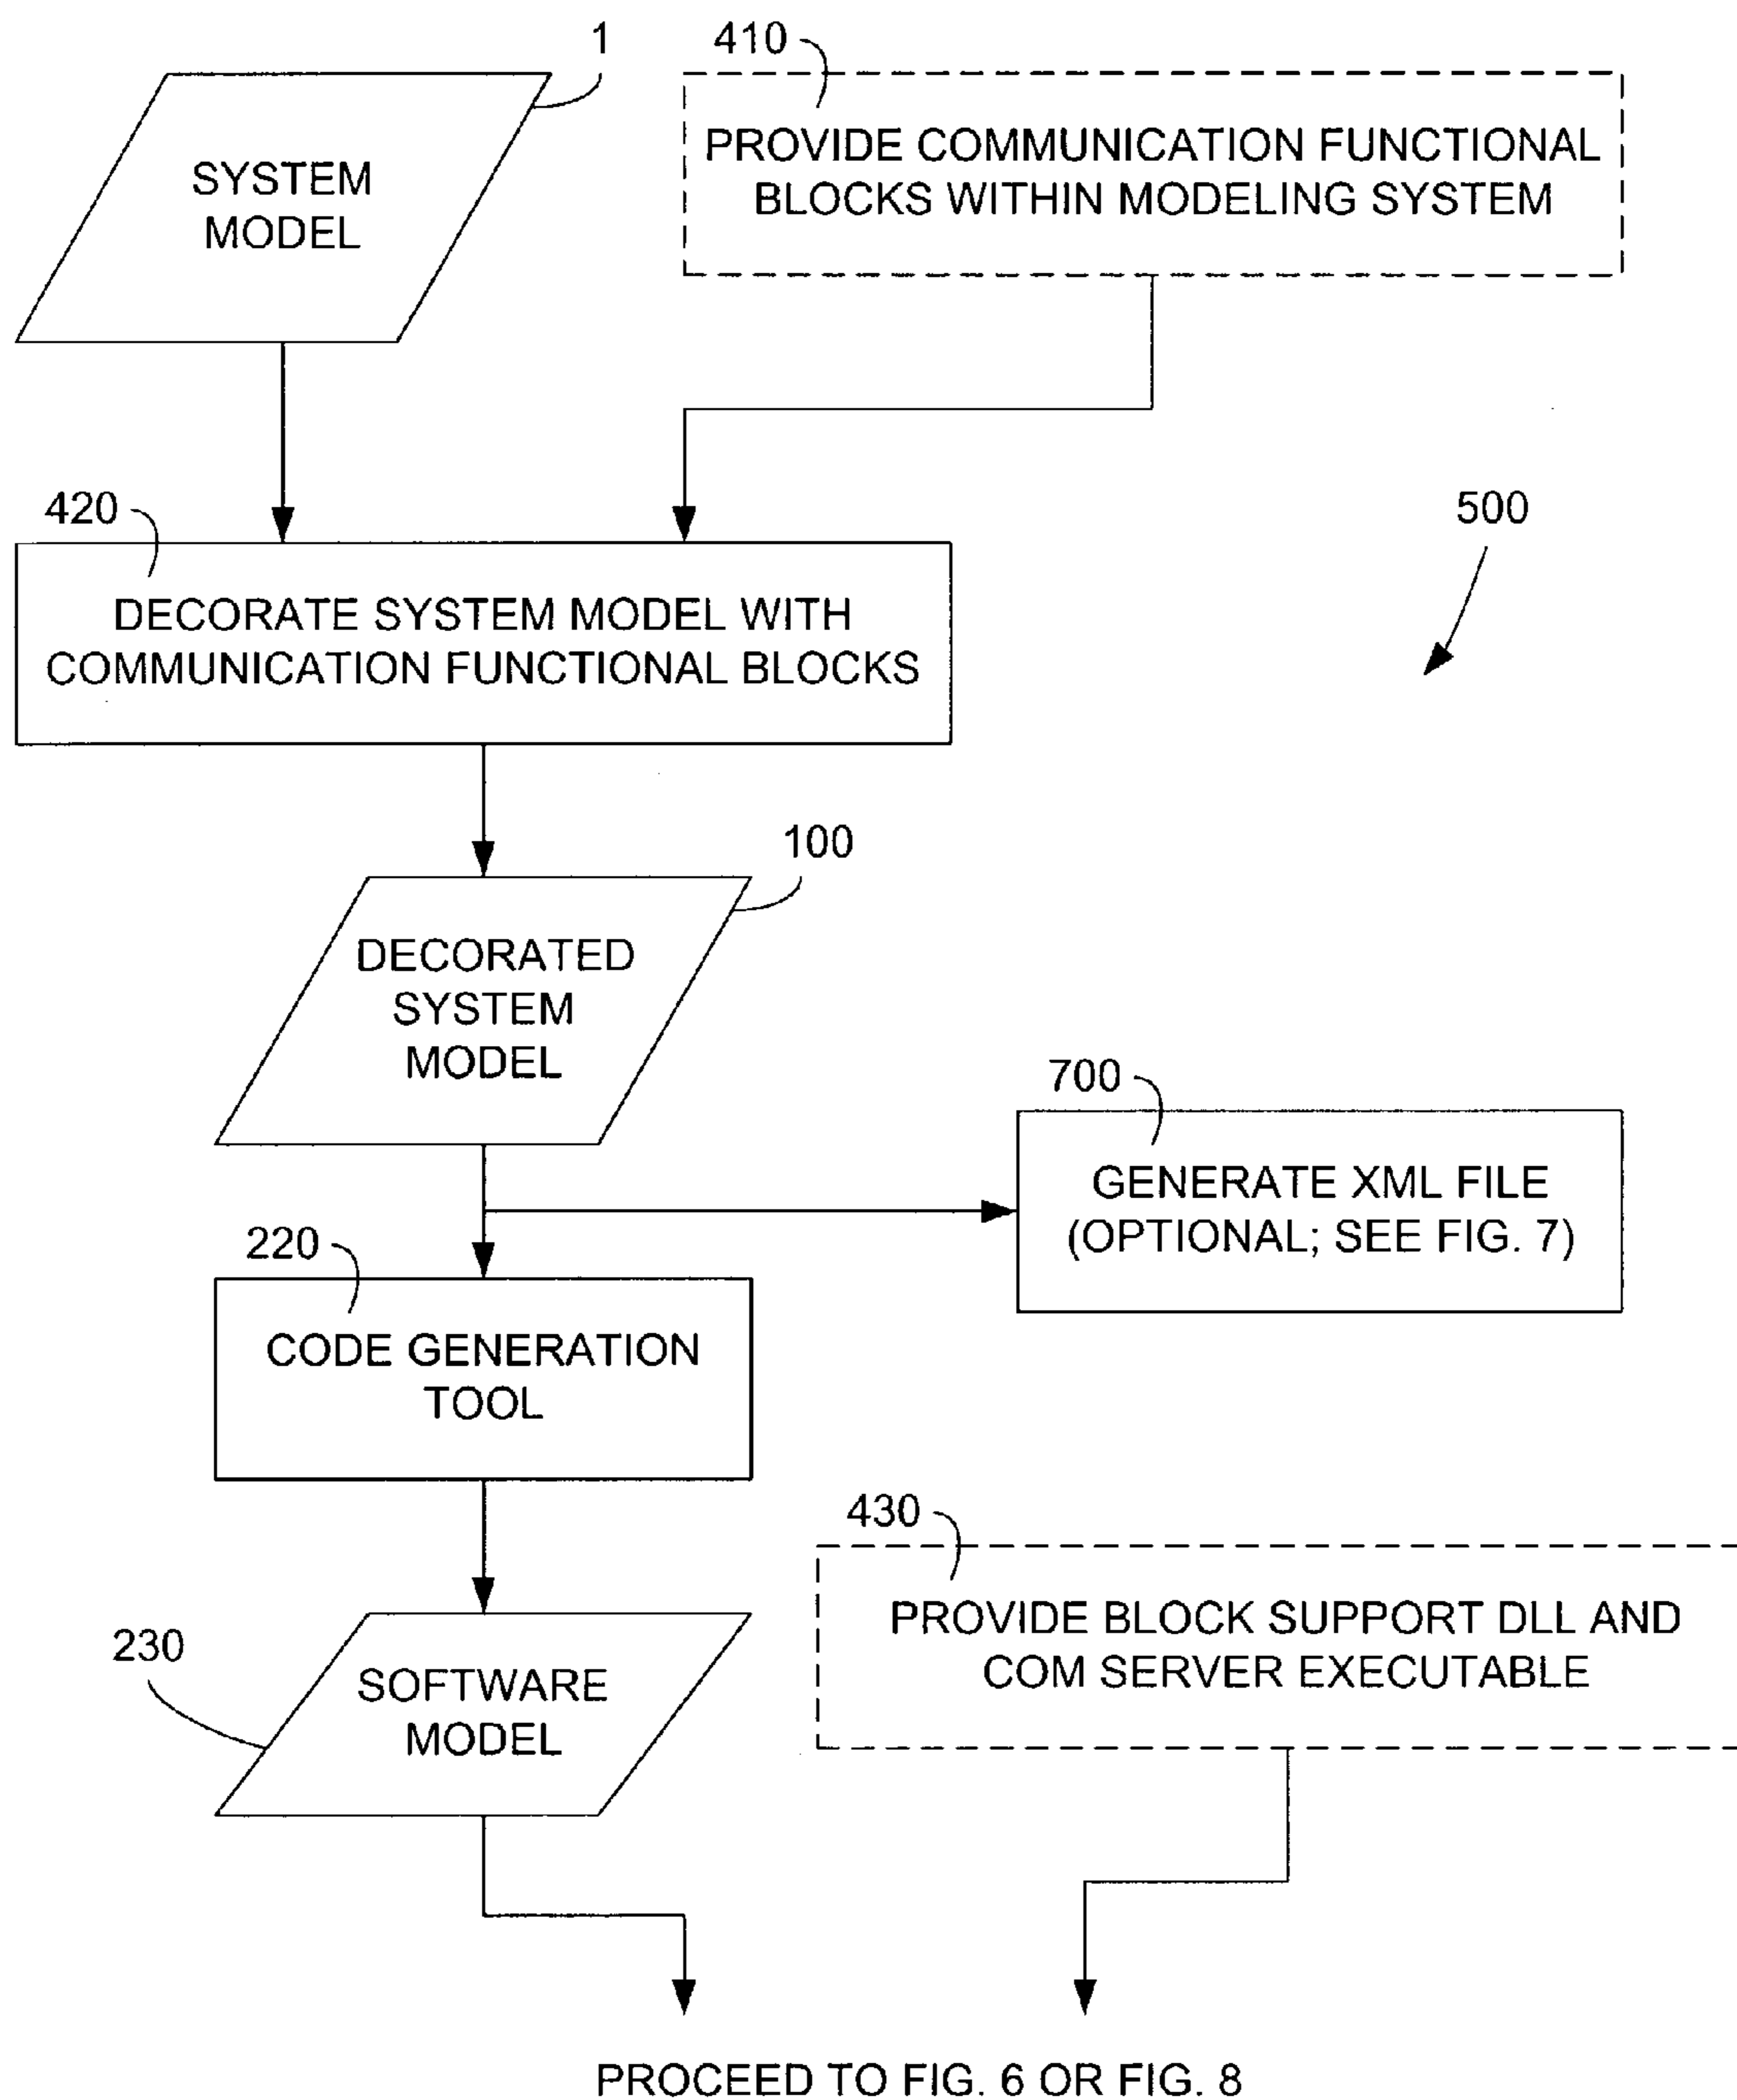 1
410
SYSTEM
MODEL
PROVIDE COMMUNICATION FUNCTIONAL
BLOCKS WITHIN MODELING SYSTEM
420
500
DECORATE SYSTEM MODEL WITH
COMMUNICATION FUNCTIONAL BLOCKS
100
DECORATED
SYSTEM
MODEL
700
GENERATE XML FILE
(OPTIONAL; SEE FIG. 7)
220
CODE GENERATION
TOOL
430
PROVIDE BLOCK SUPPORT DLL AND
COM SERVER EXECUTABLE
230
SOFTWARE
MODEL
PROCEED TO FIG. 6 OR FIG. 8